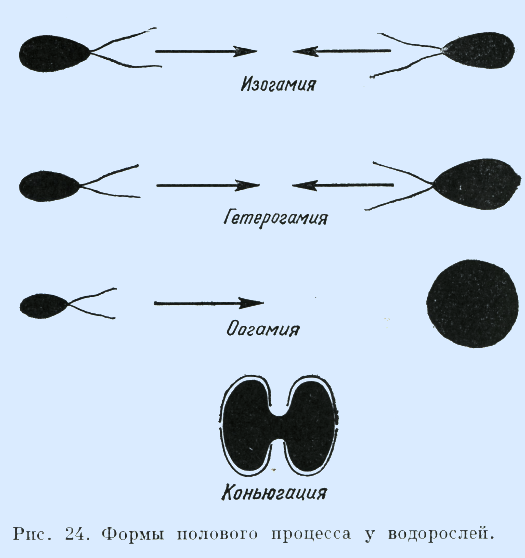 Изогамия
Гетерогамия
Оогамия
Коньюгация
Рис. 24. Формы полового процесса у водорослей.